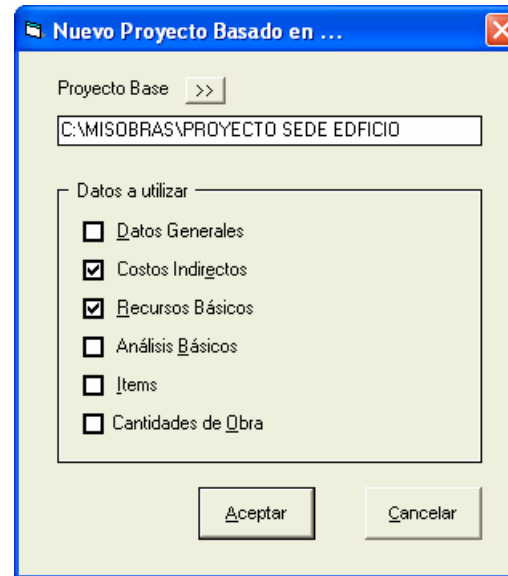 Nuevo Proyecto Basado en ...
Proyecto Base >>
C:\MISOBRAS\PROYECTO SEDE EDFICIO
Datos a utilizar
Datos Generales
Costos Indirectos
Recursos Básicos
Análisis Básicos
Items
Cantidades de Obra
Aceptar Cancelar